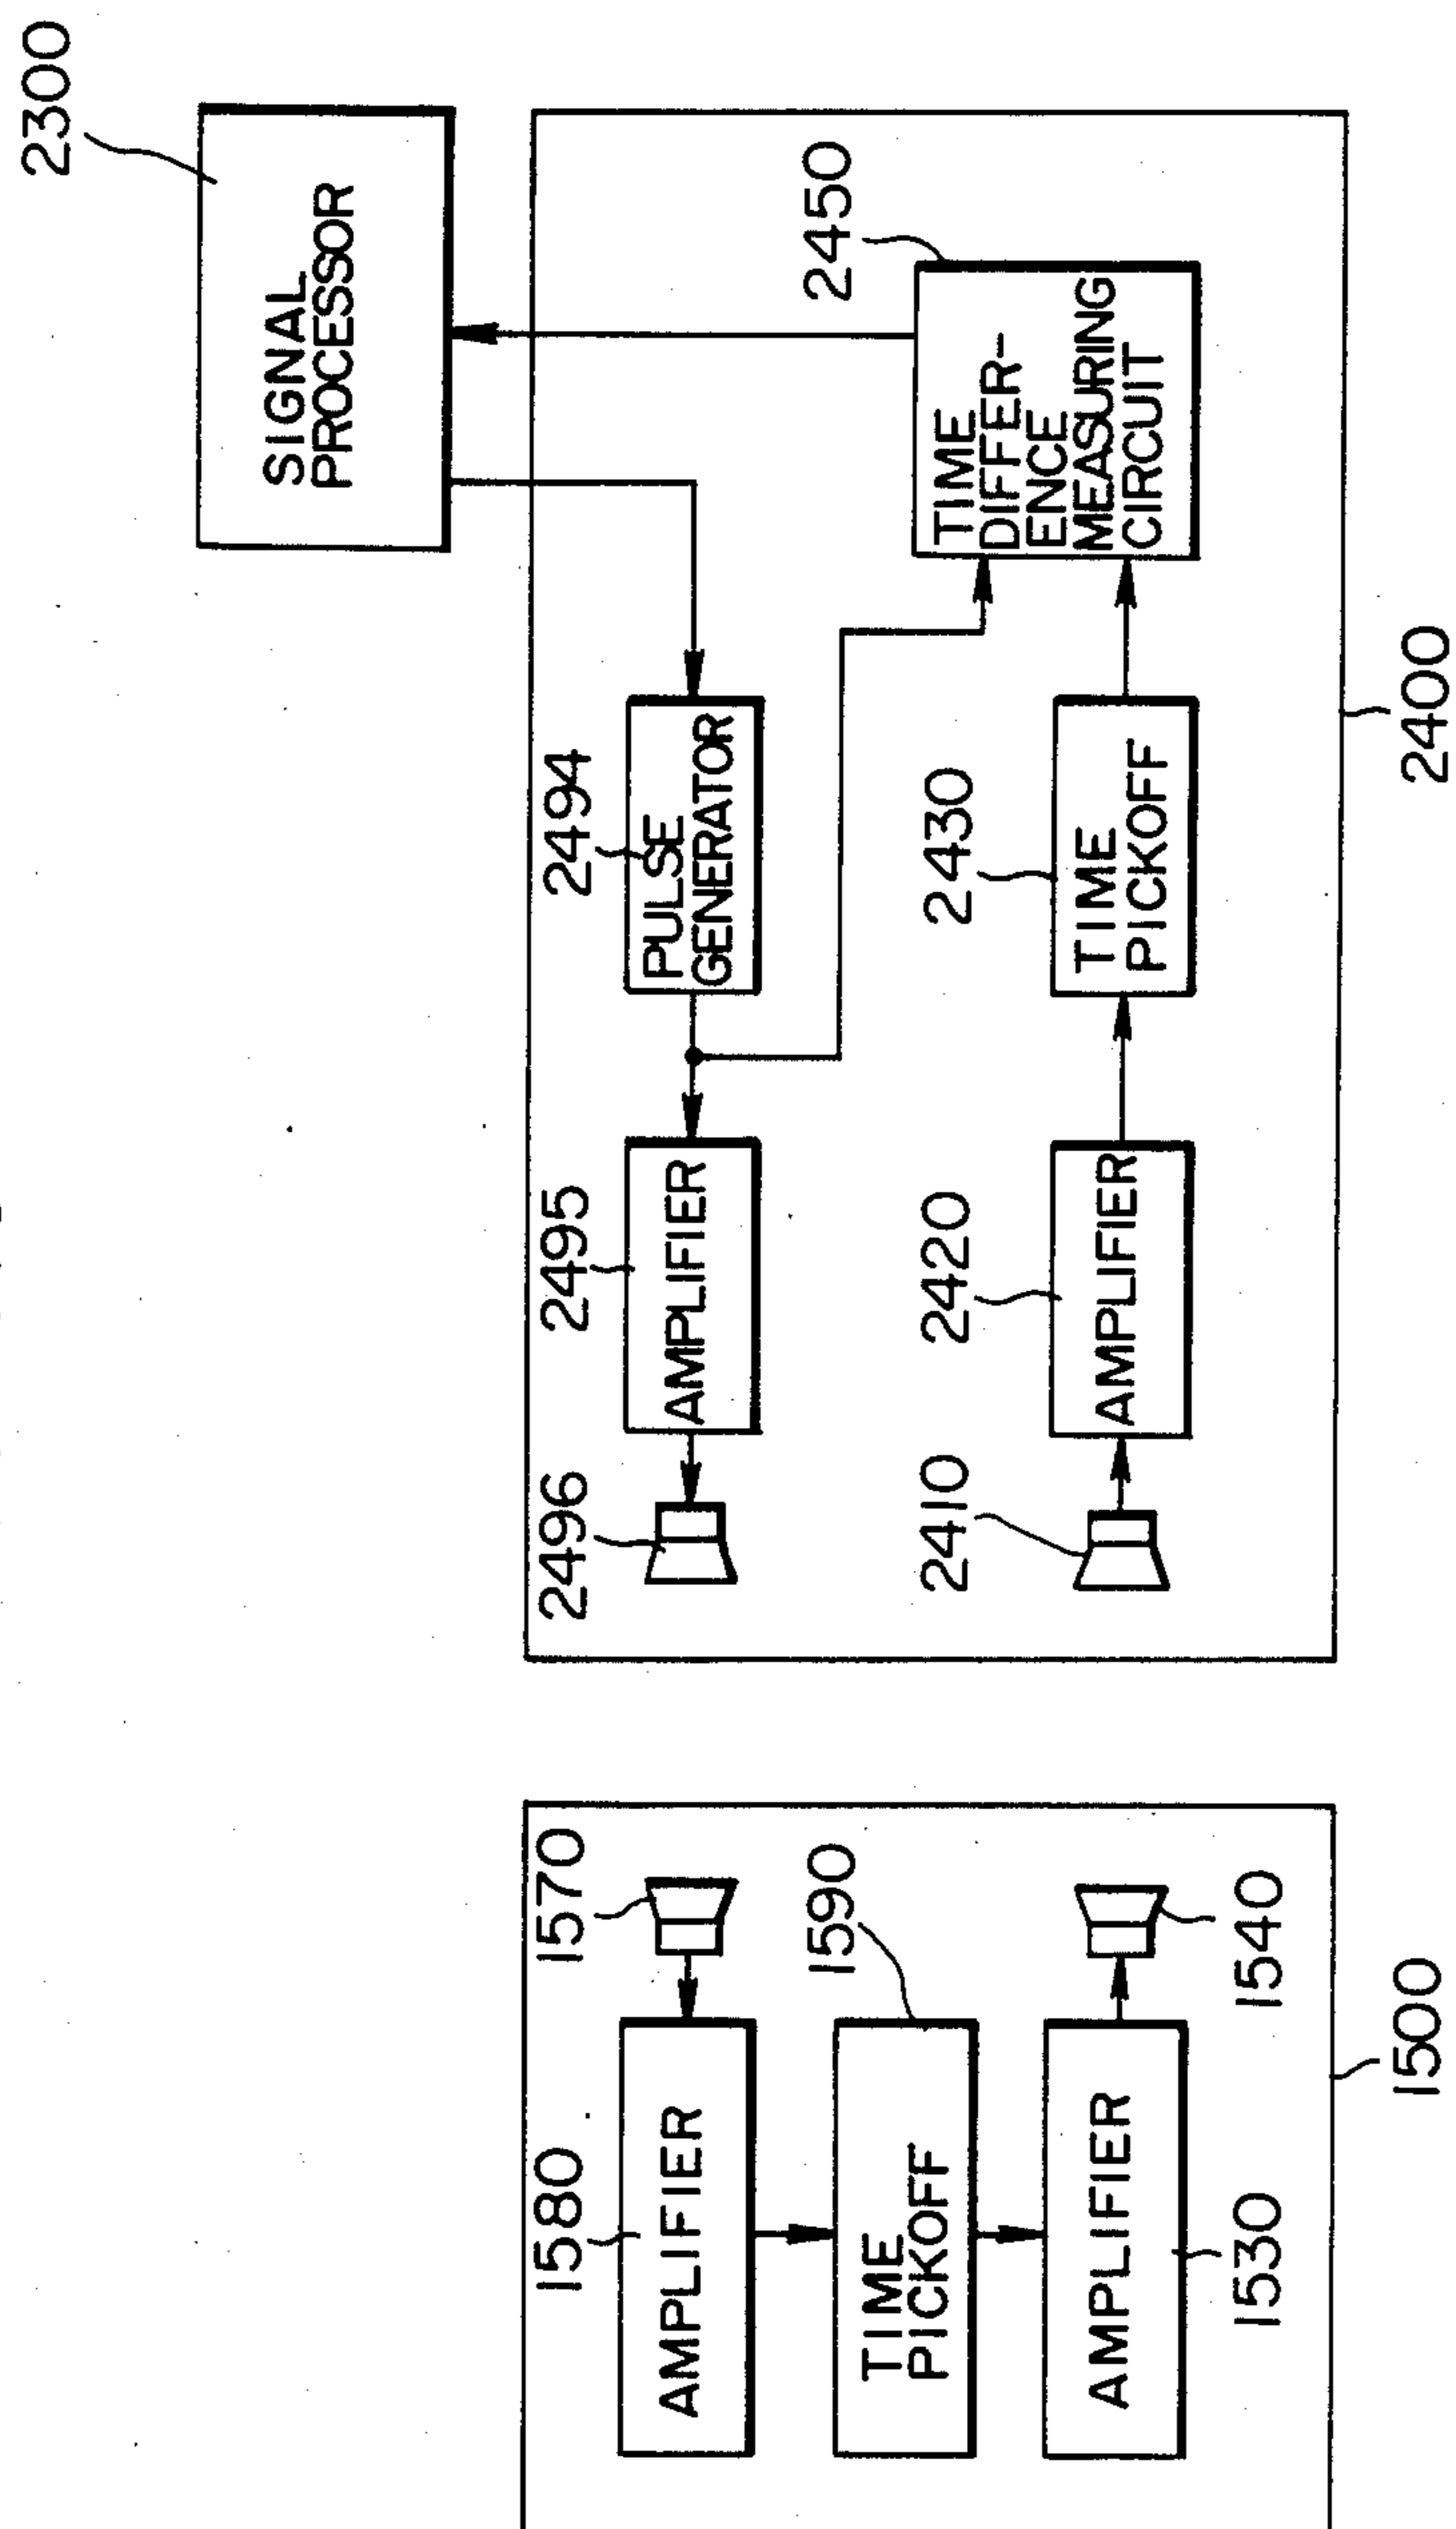 2300
SIGNAL
PROCESSOR
2494
PULSE
GENERATOR
2495
AMPLIFIER
2496
2450
TIME
DIFFER-
ENCE
MEASURING
CIRCUIT
2430
TIME
PICKOFF
2420
AMPLIFIER
2410
2400
1570
1580
AMPLIFIER
1590
TIME
PICKOFF
1540
AMPLIFIER
1530
1500